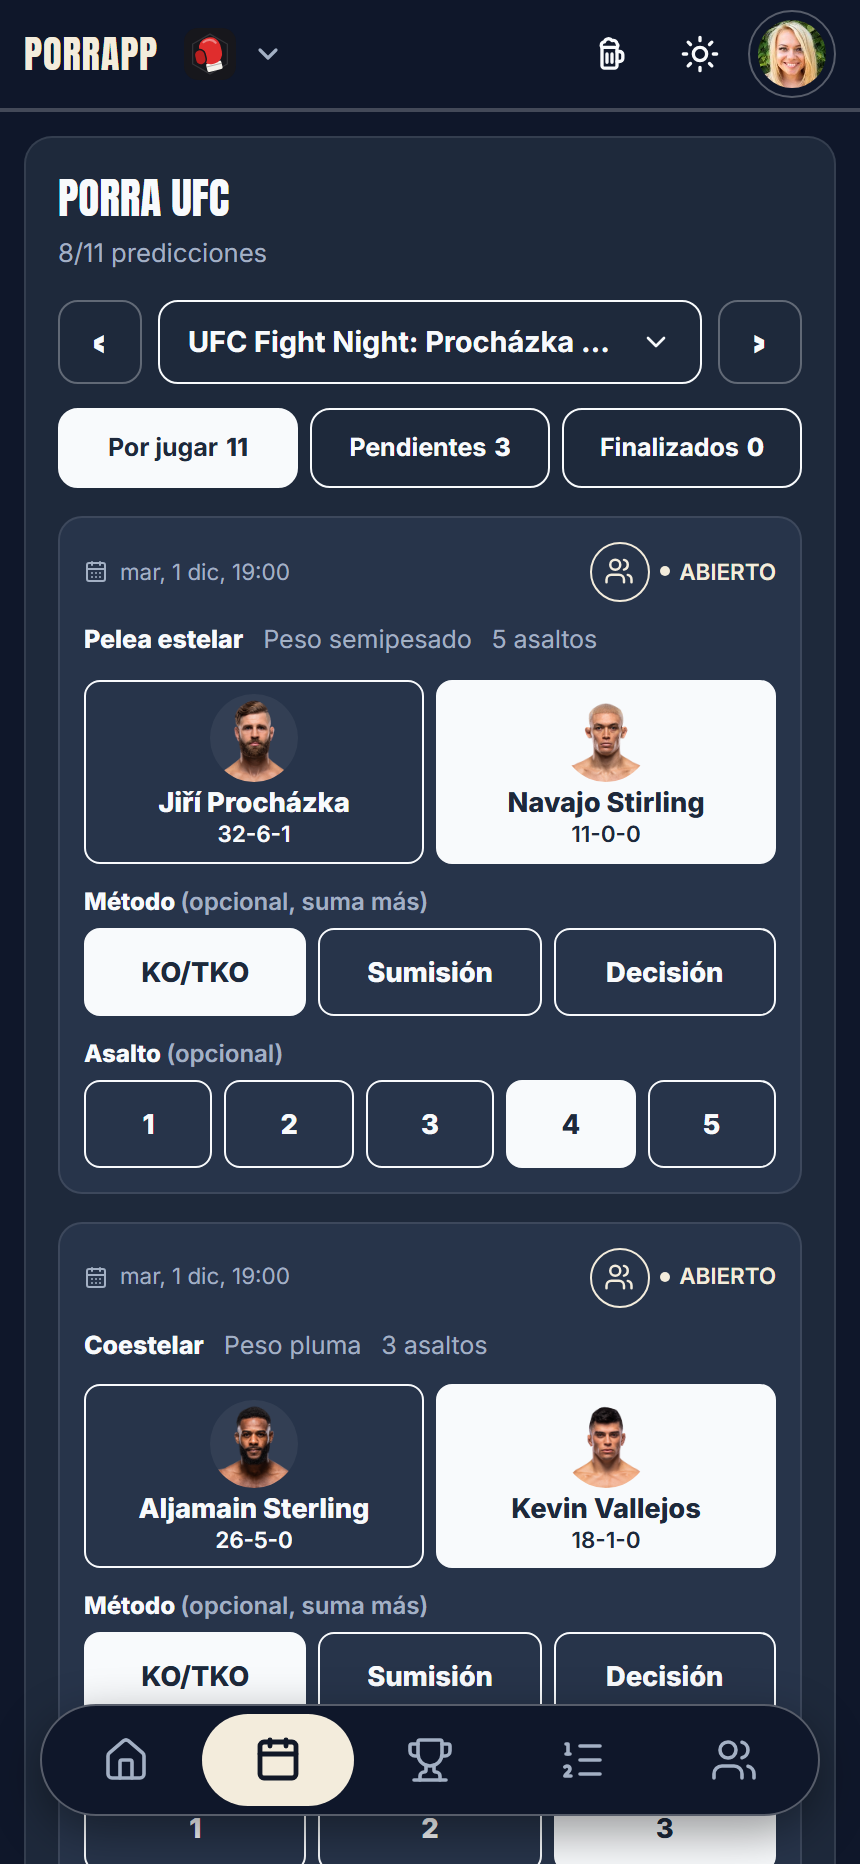 PORRAPP
PORRA UFC
8/11 predicciones
UFC Fight Night: Procházka ...
Por jugar 11
Pendientes 3
Finalizados 0
mar, 1 dic, 19:00
ABIERTO
Pelea estelar Peso semipesado 5 asaltos
Jiří Procházka
32-6-1
Navajo Stirling
11-0-0
Método (opcional, suma más)
KO/TKO
Sumisión
Decisión
Asalto (opcional)
1 2 3 4 5
mar, 1 dic, 19:00
ABIERTO
Coestelar Peso pluma 3 asaltos
Aljamain Sterling
26-5-0
Kevin Vallejos
18-1-0
Método (opcional, suma más)
KO/TKO
Sumisión
Decisión
1 2 3